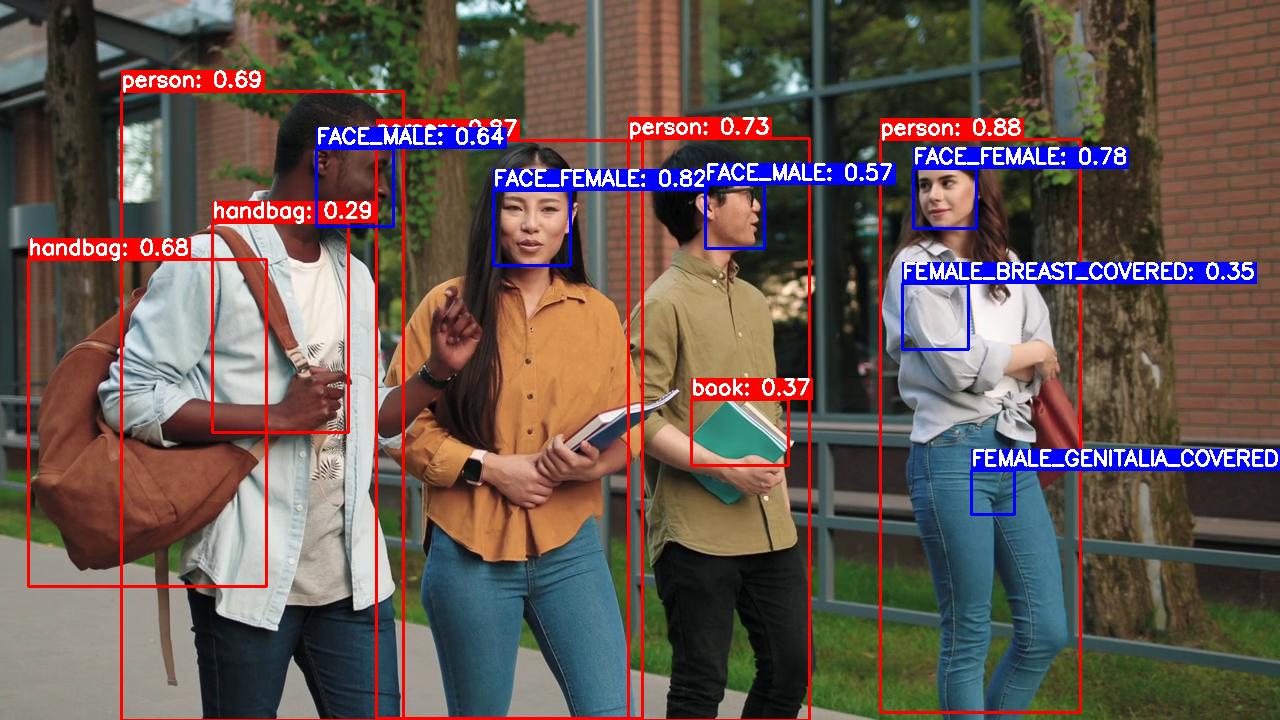 person: 0.69
FACE_MALE: 0.64
person: 0.73
person: 0.88
FACE_FEMALE: 0.78
FACE_FEMALE: 0.82
FACE_MALE: 0.57
handbag: 0.29
handbag: 0.68
FEMALE_BREAST_COVERED: 0.35
book: 0.37
FEMALE_GENITALIA_COVERED